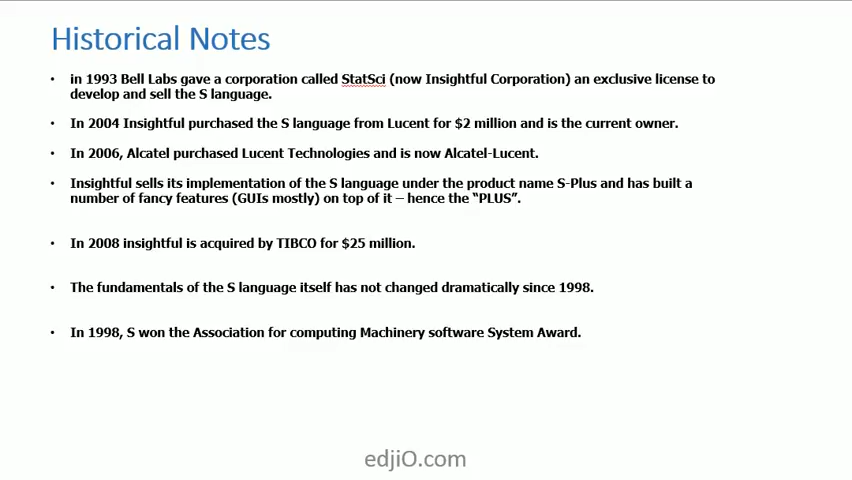 Historical Notes
• in 1993 Bell Labs gave a corporation called StatSci (now Insightful Corporation) an exclusive license to
develop and sell the S language.
• In 2004 Insightful purchased the S language from Lucent for $2 million and is the current owner.
• In 2006, Alcatel purchased Lucent Technologies and is now Alcatel-Lucent.
• Insightful sells its implementation of the S language under the product name S-Plus and has built a
number of fancy features (GUIs mostly) on top of it – hence the “PLUS”.
• In 2008 insightful is acquired by TIBCO for $25 million.
• The fundamentals of the S language itself has not changed dramatically since 1998.
• In 1998, S won the Association for computing Machinery software System Award.
edjiO.com